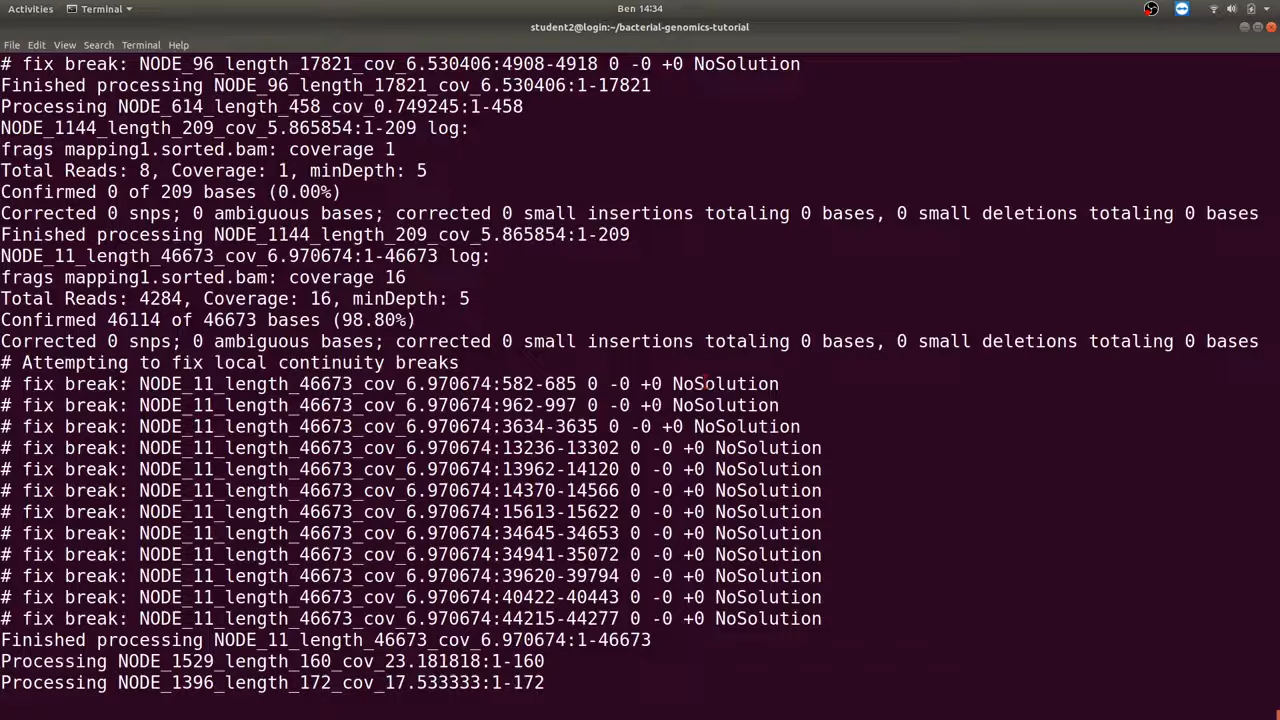 Activities
Terminal
Ben 14:34
student2@login:~/bacterial-genomics-tutorial
File Edit View Search Terminal Help
# fix break: NODE_96_length_17821_cov_6.530406:4908-4918 0 -0 +0 NoSolution
Finished processing NODE_96_length_17821_cov_6.530406:1-17821
Processing NODE_614_length_458_cov_0.749245:1-458
NODE_1144_length_209_cov_5.865854:1-209 log:
frags mapping1.sorted.bam: coverage 1
Total Reads: 8, Coverage: 1, minDepth: 5
Confirmed 0 of 209 bases (0.00%)
Corrected 0 snps; 0 ambiguous bases; corrected 0 small insertions totaling 0 bases, 0 small deletions totaling 0 bases
Finished processing NODE_1144_length_209_cov_5.865854:1-209
NODE_11_length_46673_cov_6.970674:1-46673 log:
frags mapping1.sorted.bam: coverage 16
Total Reads: 4284, Coverage: 16, minDepth: 5
Confirmed 46114 of 46673 bases (98.80%)
Corrected 0 snps; 0 ambiguous bases; corrected 0 small insertions totaling 0 bases, 0 small deletions totaling 0 bases
# Attempting to fix local continuity breaks
# fix break: NODE_11_length_46673_cov_6.970674:582-685 0 -0 +0 NoSolution
# fix break: NODE_11_length_46673_cov_6.970674:962-997 0 -0 +0 NoSolution
# fix break: NODE_11_length_46673_cov_6.970674:3634-3635 0 -0 +0 NoSolution
# fix break: NODE_11_length_46673_cov_6.970674:13236-13302 0 -0 +0 NoSolution
# fix break: NODE_11_length_46673_cov_6.970674:13962-14120 0 -0 +0 NoSolution
# fix break: NODE_11_length_46673_cov_6.970674:14370-14566 0 -0 +0 NoSolution
# fix break: NODE_11_length_46673_cov_6.970674:15613-15622 0 -0 +0 NoSolution
# fix break: NODE_11_length_46673_cov_6.970674:34645-34653 0 -0 +0 NoSolution
# fix break: NODE_11_length_46673_cov_6.970674:34941-35072 0 -0 +0 NoSolution
# fix break: NODE_11_length_46673_cov_6.970674:39620-39794 0 -0 +0 NoSolution
# fix break: NODE_11_length_46673_cov_6.970674:40422-40443 0 -0 +0 NoSolution
# fix break: NODE_11_length_46673_cov_6.970674:44215-44277 0 -0 +0 NoSolution
Finished processing NODE_11_length_46673_cov_6.970674:1-46673
Processing NODE_1529_length_160_cov_23.181818:1-160
Processing NODE_1396_length_172_cov_17.533333:1-172